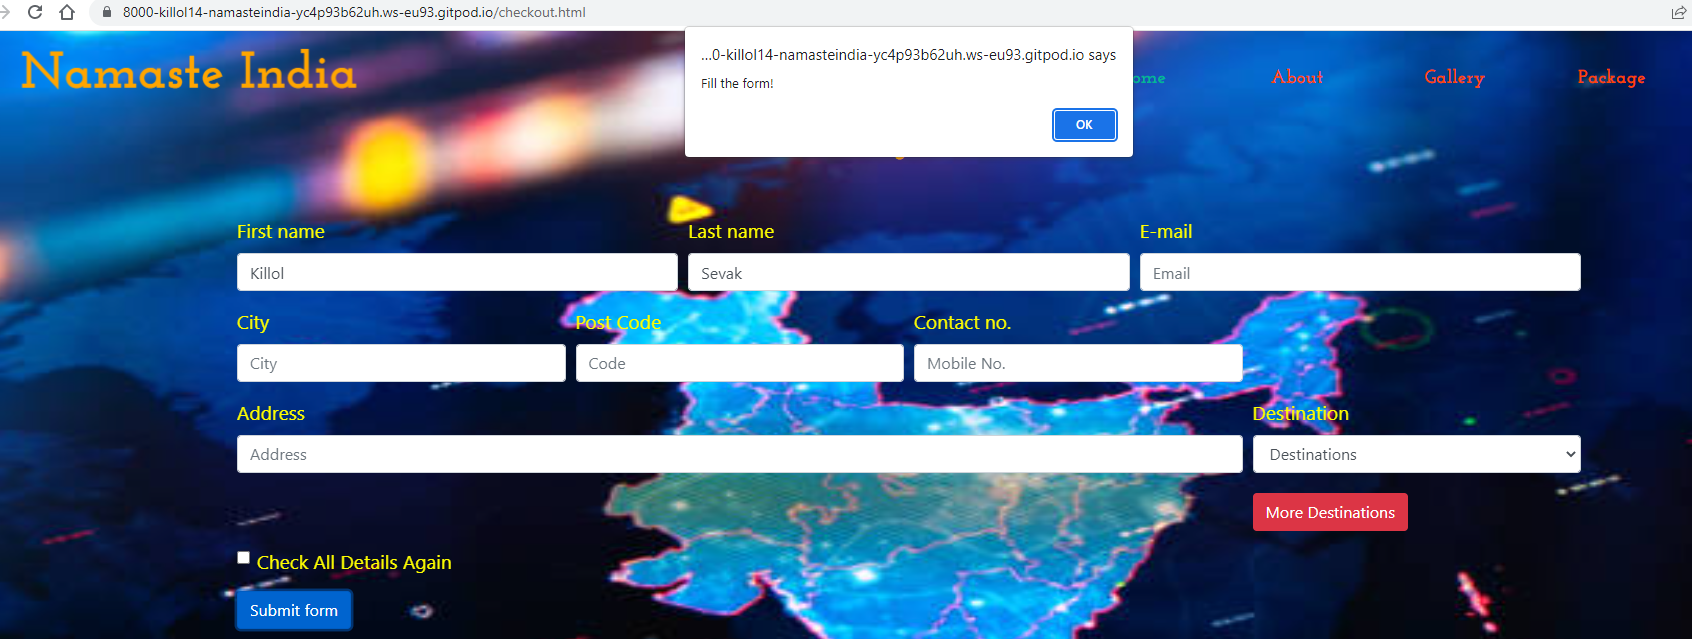 8000-killol14-namasteindia-yc4p93b62uh.ws-eu93.gitpod.io/checkout.html
...0-killol14-namasteindia-yc4p93b62uh.ws-eu93.gitpod.io says
Fill the form!
OK
Namaste India
ome About Gallery Package
First name Last name E-mail
Killol Sevak Email
City Post Code Contact no.
City Code Mobile No.
Address Destination
Address Destinations
More Destinations
Check All Details Again
Submit form